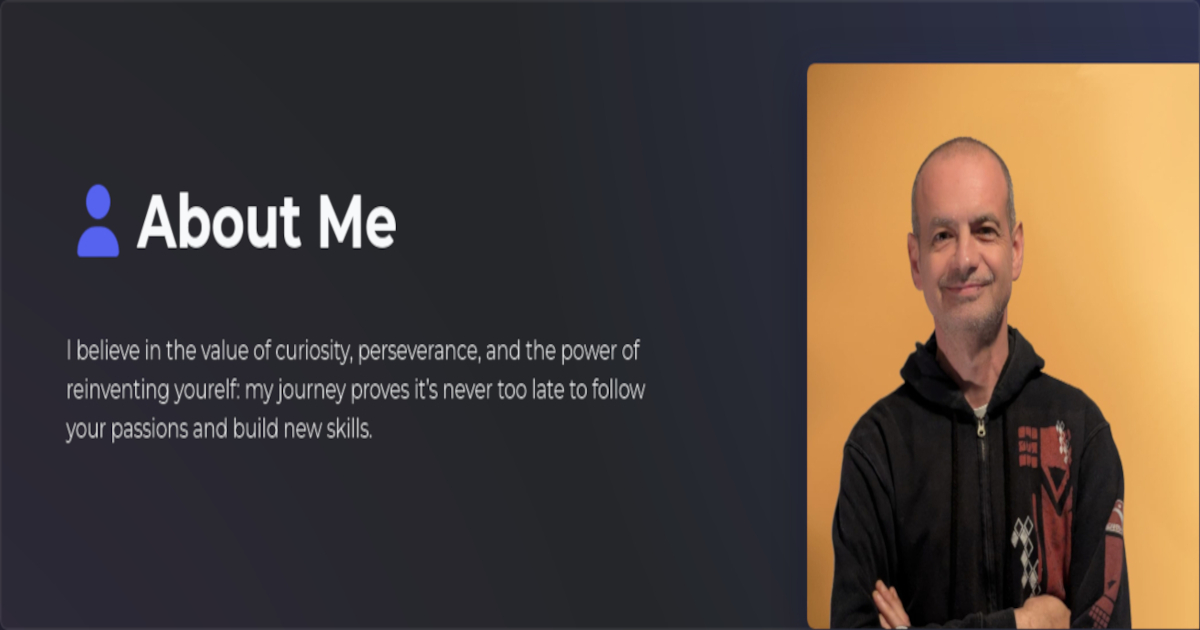 About Me
I believe in the value of curiosity, perseverance, and the power of
reinventing yourelf: my journey proves it's never too late to follow
your passions and build new skills.